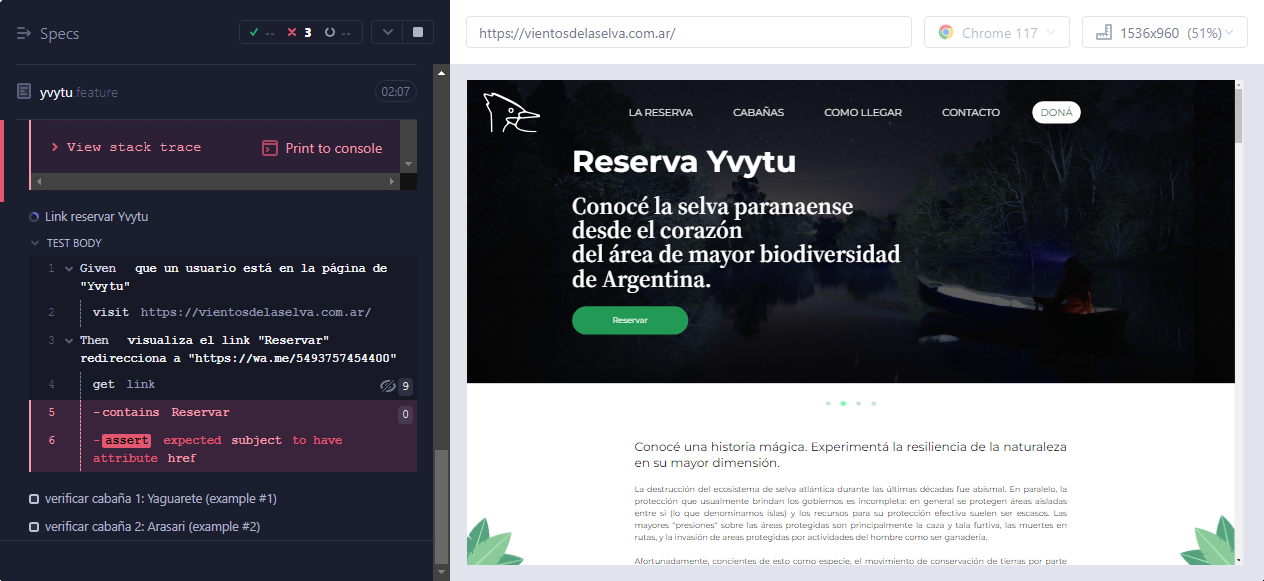 Specs
-- 3 --
yvytu.feature
02:07
View stack trace
Print to console
Link reservar Yvytu
TEST BODY
1 Given que un usuario está en la página de
"Yvytu"
2 visit https://vientosdelaselva.com.ar/
3 Then visualiza el link "Reservar"
redirecciona a "https://wa.me/5493757454400"
4 get link 9
5 -contains Reservar 0
6 -assert expected subject to have
attribute href
verificar cabaña 1: Yaguarete (example #1)
verificar cabaña 2: Arasari (example #2)
https://vientosdelaselva.com.ar/
Chrome 117
1536x960 (51%)
LA RESERVA CABAÑAS COMO LLEGAR CONTACTO DONÁ
Reserva Yvytu
Conocé la selva paranaense
desde el corazón
del área de mayor biodiversidad
de Argentina.
Reservar
Conocé una historia mágica. Experimentá la resiliencia de la naturaleza
en su mayor dimensión.
La destrucción del ecosistema de selva atlántica durante las últimas décadas fue abismal. En paralelo, la
protección que usualmente brindan los gobiernos es incompleta: en general se protegen áreas aisladas
entre sí (lo que denominamos islas) y los recursos para su protección efectiva suelen ser escasos. Las
mayores "presiones" sobre las áreas protegidas son principalmente la caza y tala furtiva, las muertes en
rutas, y la invasión de areas protegidas por actividades del hombre como ser ganadería.
Afortunadamente, concientes de esto como especie, el movimiento de conservación de tierras por parte